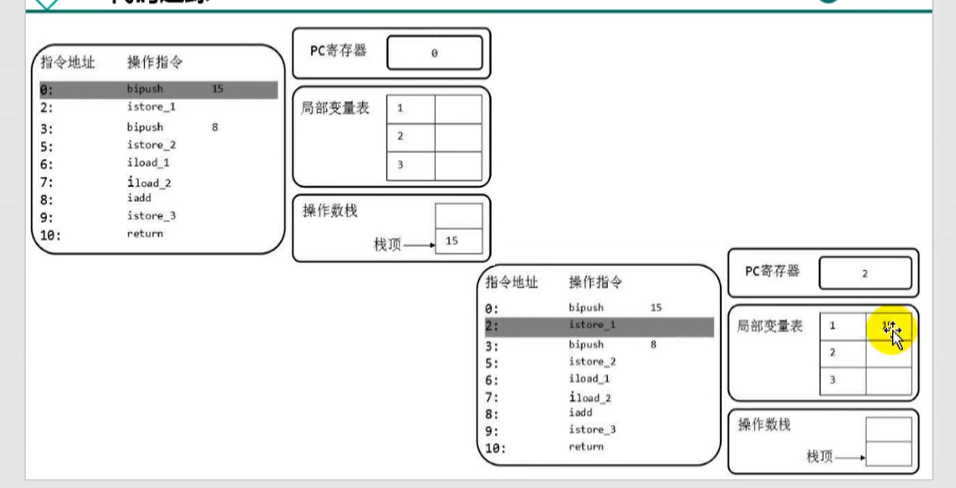 指令地址 操作指令
0: bipush 15
2: istore_1
3: bipush 8
5: istore_2
6: iload_1
7: iload_2
8: iadd
9: istore_3
10: return
PC寄存器 0
局部变量表 1
2
3
操作数栈
栈顶 15
指令地址 操作指令
0: bipush 15
2: istore_1
3: bipush 8
5: istore_2
6: iload_1
7: iload_2
8: iadd
9: istore_3
10: return
PC寄存器 2
局部变量表 1
2
3
操作数栈
栈顶